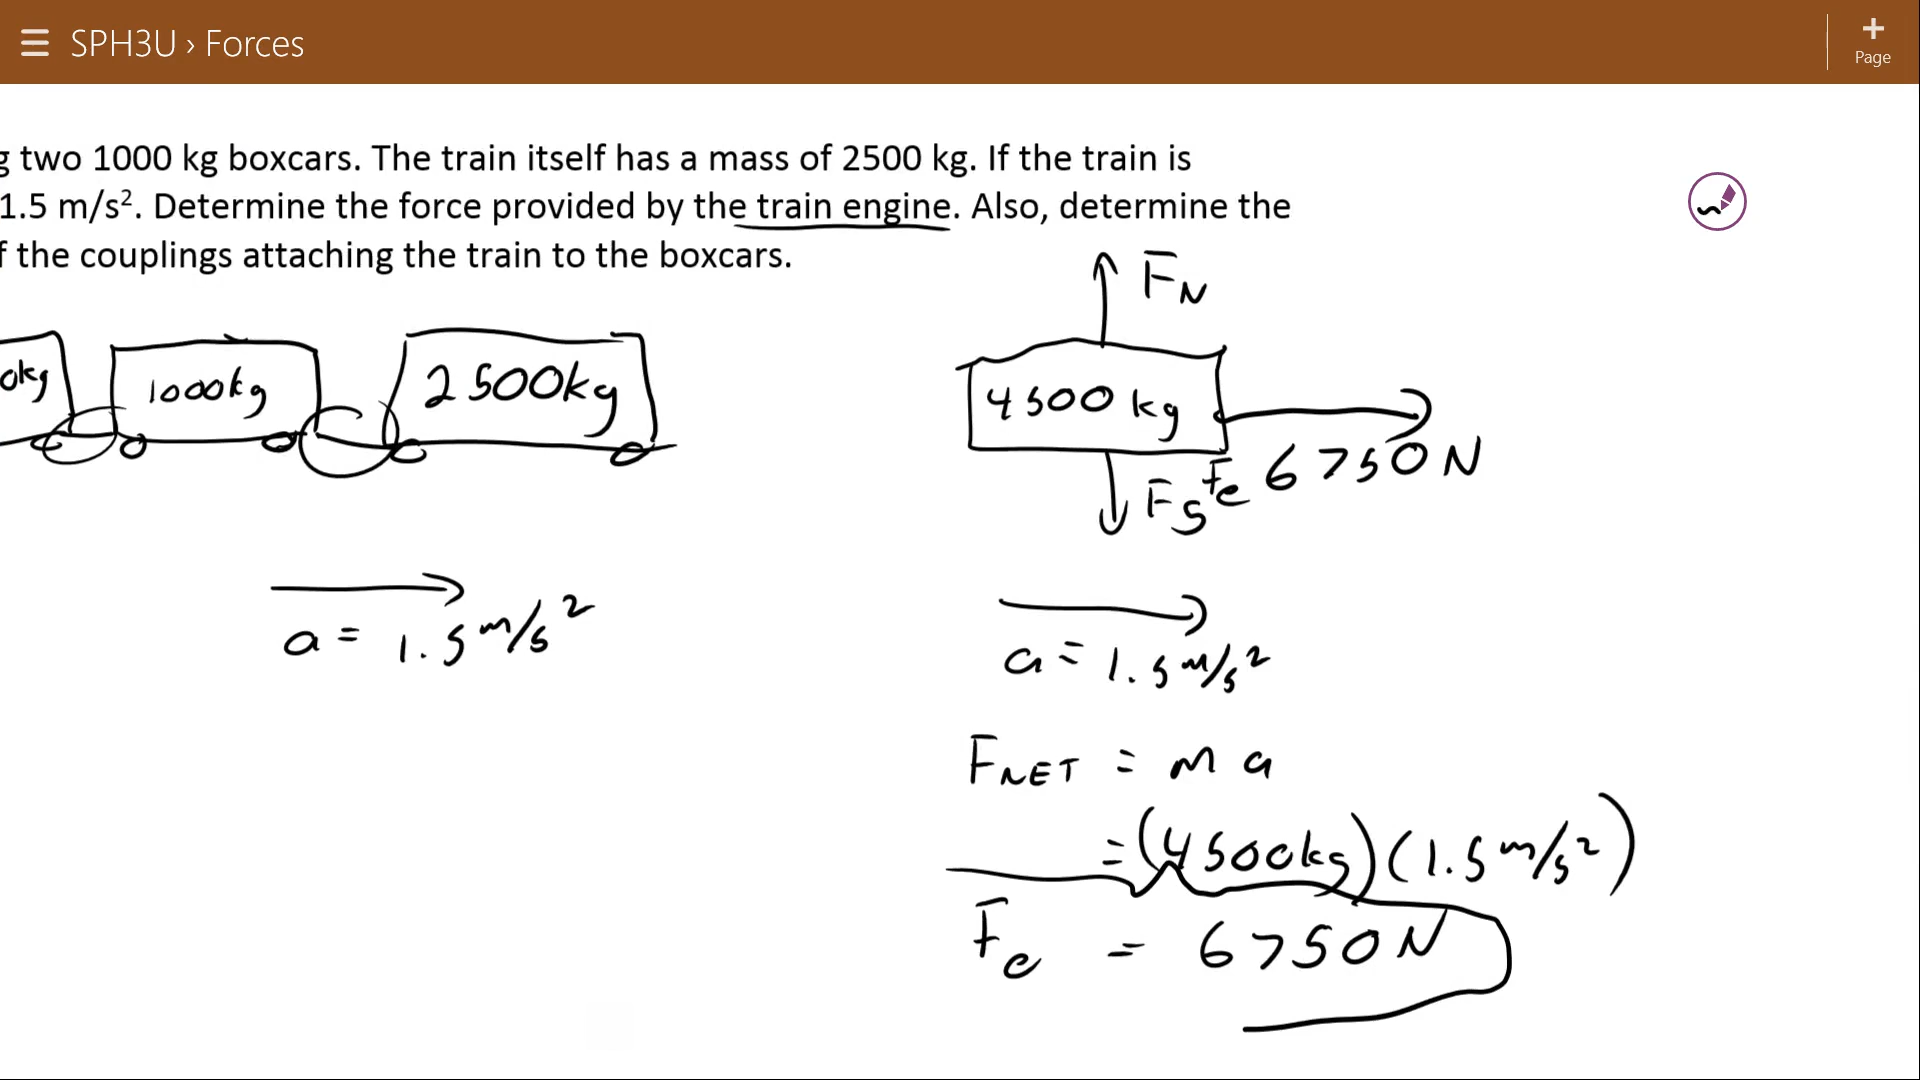 SPH3U › Forces
+
Page
g two 1000 kg boxcars. The train itself has a mass of 2500 kg. If the train is
1.5 m/s². Determine the force provided by the train engine. Also, determine the
f the couplings attaching the train to the boxcars.
FN
0kg
1000kg
2500kg
4500 kg
Fg
Fe 6750N
a = 1.5 m/s²
a = 1.5 m/s²
FNET = m a
= (4500kg)(1.5 m/s²)
Fe = 6750N